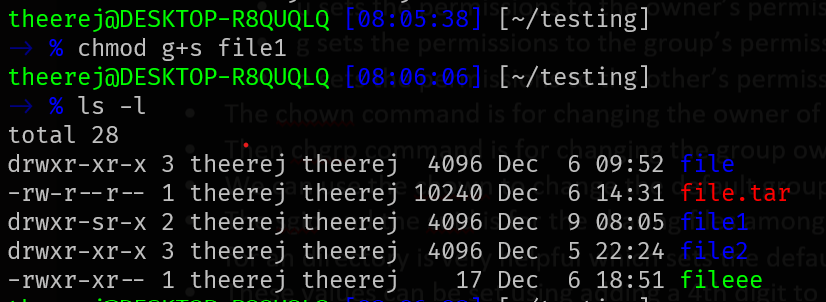 theerej@DESKTOP-R8QUQLQ [08:05:38] [~/testing]
-> % chmod g+s file1
theerej@DESKTOP-R8QUQLQ [08:06:06] [~/testing]
-> % ls -l
total 28
drwxr-xr-x 3 theerej theerej 4096 Dec 6 09:52 file
-rw-r--r-- 1 theerej theerej 10240 Dec 6 14:31 file.tar
drwxr-sr-x 2 theerej theerej 4096 Dec 9 08:05 file1
drwxr-xr-x 3 theerej theerej 4096 Dec 5 22:24 file2
-rwxr-xr-- 1 theerej theerej 17 Dec 6 18:51 fileee